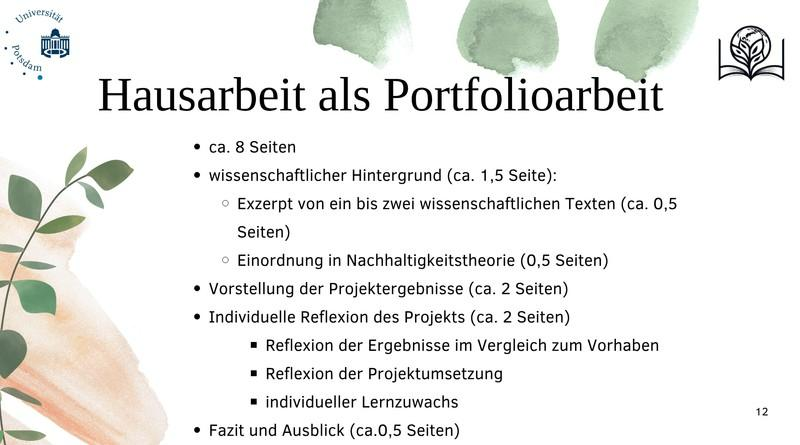 Universität
Potsdam
Hausarbeit als Portfolioarbeit
• ca. 8 Seiten
• wissenschaftlicher Hintergrund (ca. 1,5 Seite):
○ Exzerpt von ein bis zwei wissenschaftlichen Texten (ca. 0,5
Seiten)
○ Einordnung in Nachhaltigkeitstheorie (0,5 Seiten)
• Vorstellung der Projektergebnisse (ca. 2 Seiten)
• Individuelle Reflexion des Projekts (ca. 2 Seiten)
▪ Reflexion der Ergebnisse im Vergleich zum Vorhaben
▪ Reflexion der Projektumsetzung
▪ individueller Lernzuwachs
• Fazit und Ausblick (ca.0,5 Seiten)
12